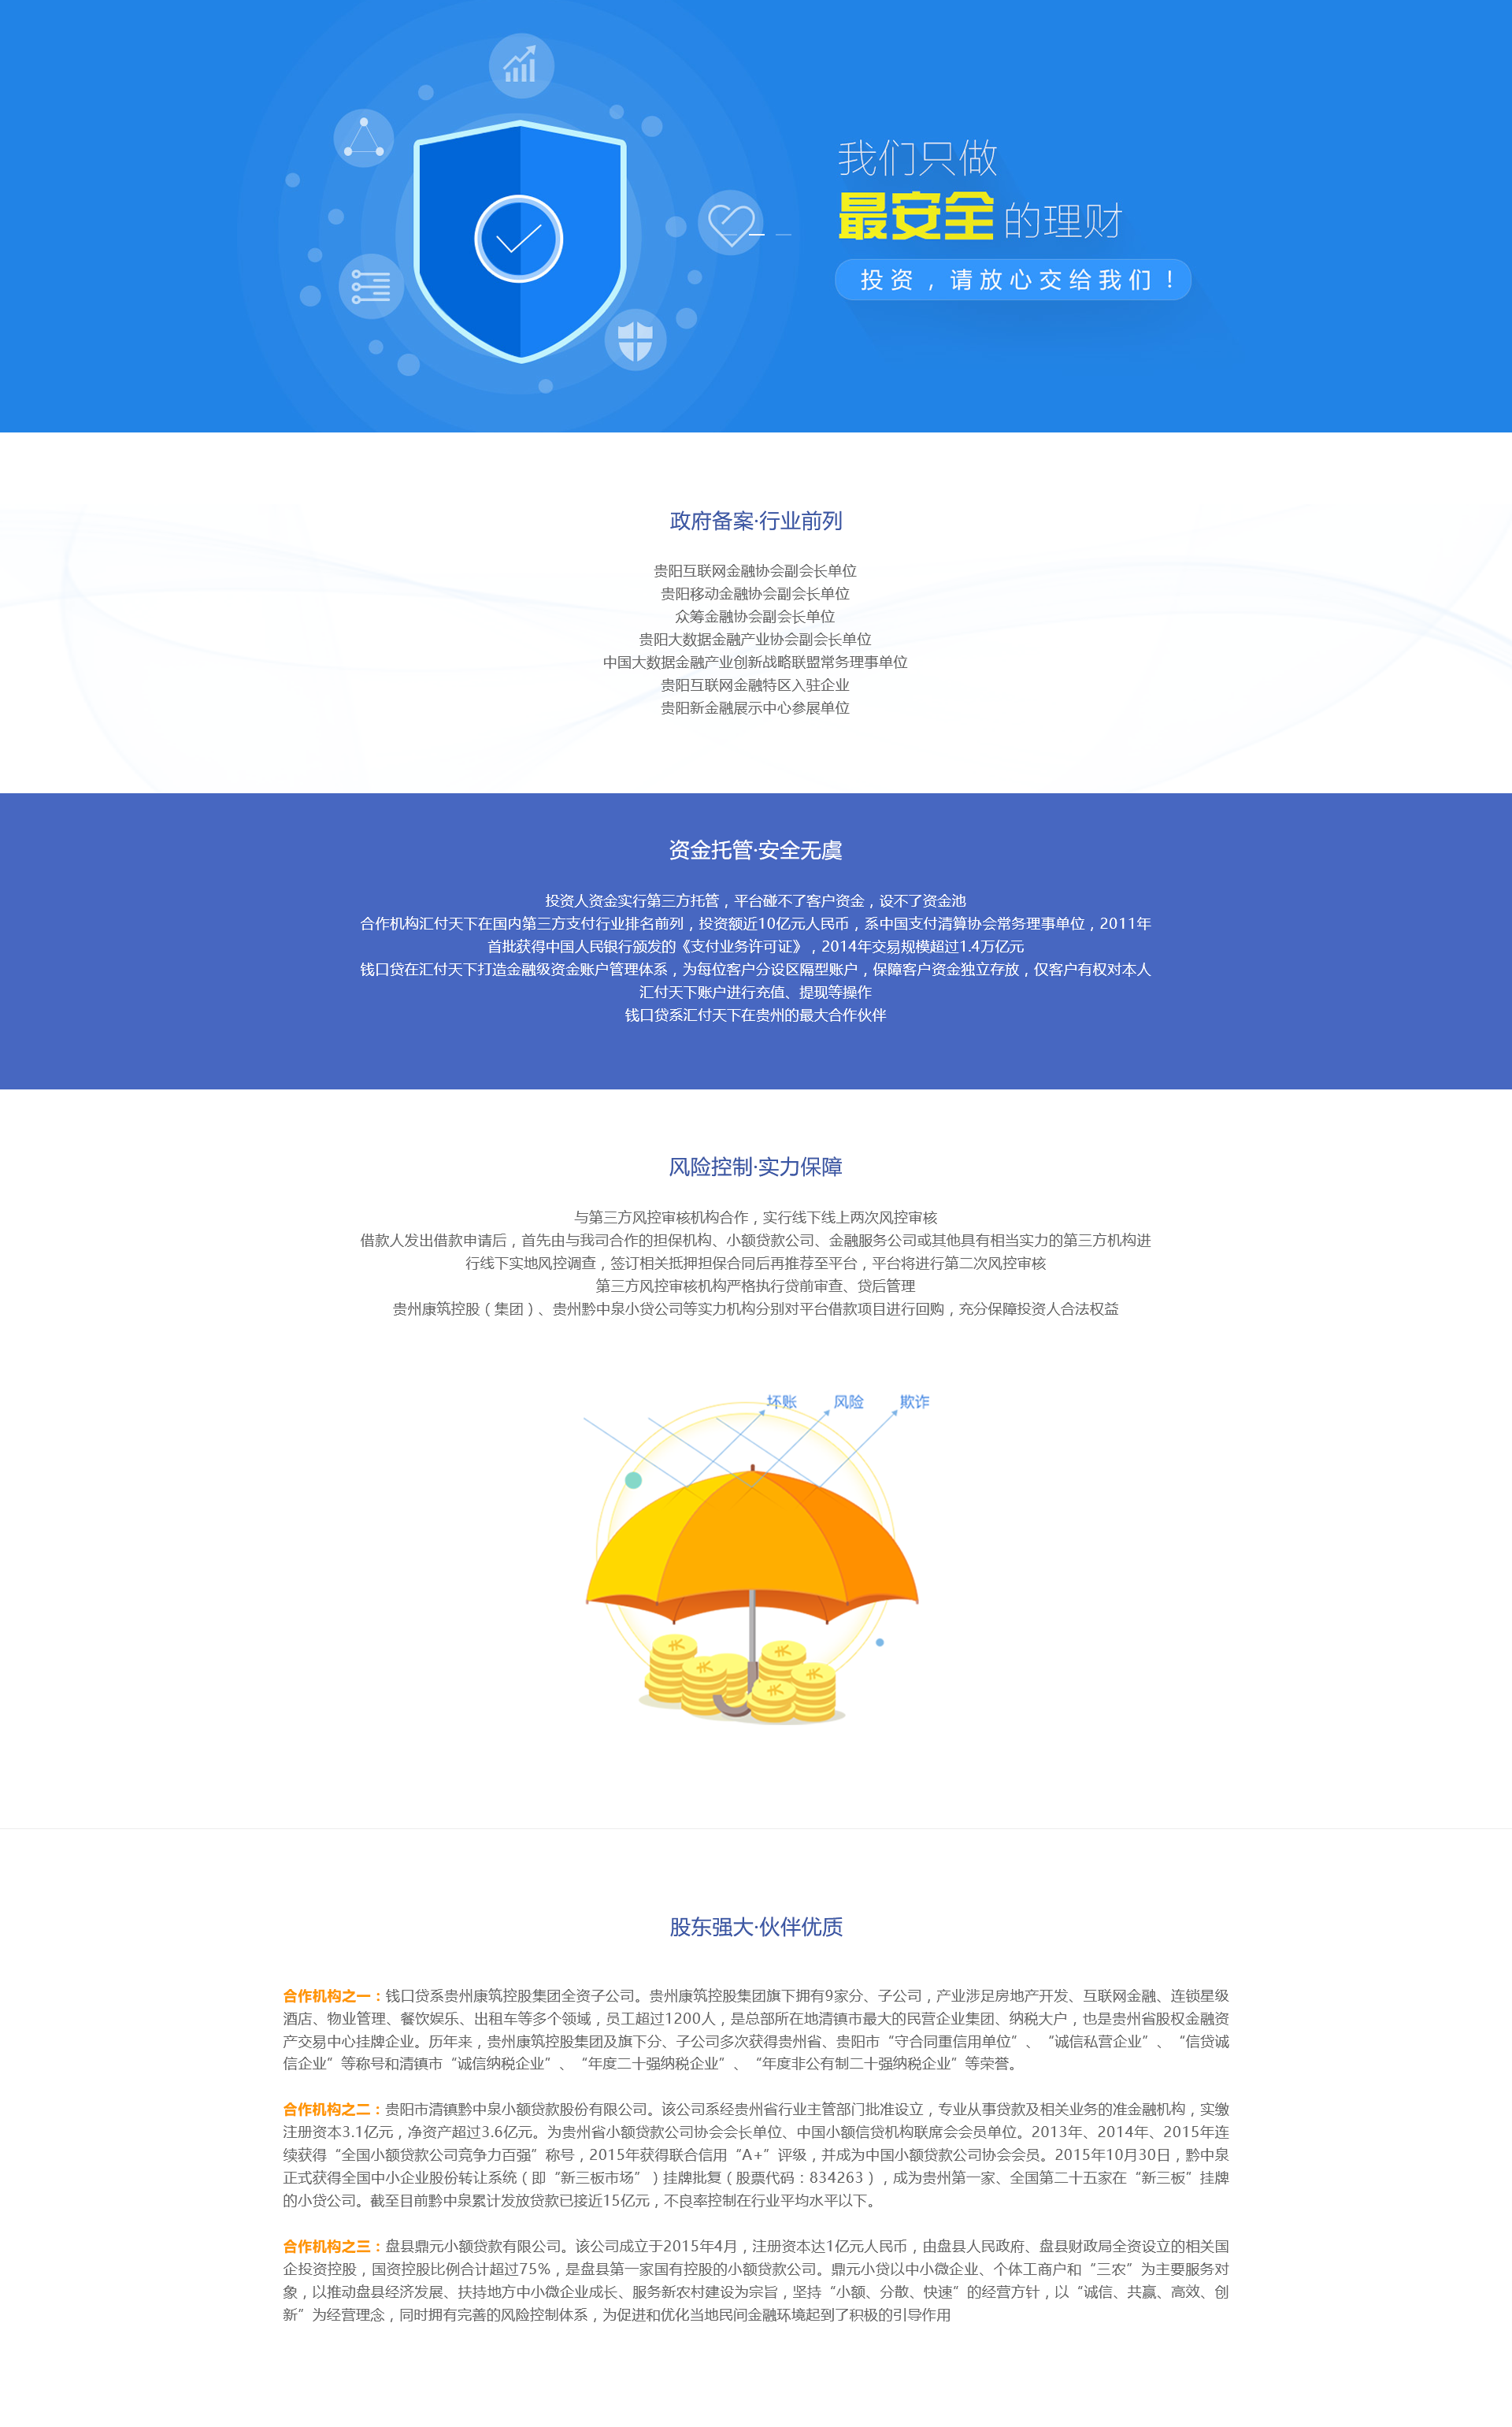 我们只做
最安全的理财
投资，请放心交给我们！
政府备案·行业前列
贵阳互联网金融协会副会长单位
贵阳移动金融协会副会长单位
众筹金融协会副会长单位
贵阳大数据金融产业协会副会长单位
中国大数据金融产业创新战略联盟常务理事单位
贵阳互联网金融特区入驻企业
贵阳新金融展示中心参展单位
资金托管·安全无虞
投资人资金实行第三方托管，平台碰不了客户资金，设不了资金池
合作机构汇付天下在国内第三方支付行业排名前列，投资额近10亿元人民币，系中国支付清算协会常务理事单位，2011年
首批获得中国人民银行颁发的《支付业务许可证》，2014年交易规模超过1.4万亿元
钱口贷在汇付天下打造金融级资金账户管理体系，为每位客户分设区隔型账户，保障客户资金独立存放，仅客户有权对本人
汇付天下账户进行充值、提现等操作
钱口贷系汇付天下在贵州的最大合作伙伴
风险控制·实力保障
与第三方风控审核机构合作，实行线下线上两次风控审核
借款人发出借款申请后，首先由与我司合作的担保机构、小额贷款公司、金融服务公司或其他具有相当实力的第三方机构进
行线下实地风控调查，签订相关抵押担保合同后再推荐至平台，平台将进行第二次风控审核
第三方风控审核机构严格执行贷前审查、贷后管理
贵州康筑控股（集团）、贵州黔中泉小贷公司等实力机构分别对平台借款项目进行回购，充分保障投资人合法权益
坏账 风险 欺诈
股东强大·伙伴优质
合作机构之一：钱口贷系贵州康筑控股集团全资子公司。贵州康筑控股集团旗下拥有9家分、子公司，产业涉足房地产开发、互联网金融、连锁星级
酒店、物业管理、餐饮娱乐、出租车等多个领域，员工超过1200人，是总部所在地清镇市最大的民营企业集团、纳税大户，也是贵州省股权金融资
产交易中心挂牌企业。历年来，贵州康筑控股集团及旗下分、子公司多次获得贵州省、贵阳市“守合同重信用单位”、“诚信私营企业”、“信贷诚
信企业”等称号和清镇市“诚信纳税企业”、“年度二十强纳税企业”、“年度非公有制二十强纳税企业”等荣誉。
合作机构之二：贵阳市清镇黔中泉小额贷款股份有限公司。该公司系经贵州省行业主管部门批准设立，专业从事贷款及相关业务的准金融机构，实缴
注册资本3.1亿元，净资产超过3.6亿元。为贵州省小额贷款公司协会会长单位、中国小额信贷机构联席会会员单位。2013年、2014年、2015年连
续获得“全国小额贷款公司竞争力百强”称号，2015年获得联合信用“A+”评级，并成为中国小额贷款公司协会会员。2015年10月30日，黔中泉
正式获得全国中小企业股份转让系统（即“新三板市场”）挂牌批复（股票代码：834263），成为贵州第一家、全国第二十五家在“新三板”挂牌
的小贷公司。截至目前黔中泉累计发放贷款已接近15亿元，不良率控制在行业平均水平以下。
合作机构之三：盘县鼎元小额贷款有限公司。该公司成立于2015年4月，注册资本达1亿元人民币，由盘县人民政府、盘县财政局全资设立的相关国
企投资控股，国资控股比例合计超过75%，是盘县第一家国有控股的小额贷款公司。鼎元小贷以中小微企业、个体工商户和“三农”为主要服务对
象，以推动盘县经济发展、扶持地方中小微企业成长、服务新农村建设为宗旨，坚持“小额、分散、快速”的经营方针，以“诚信、共赢、高效、创
新”为经营理念，同时拥有完善的风险控制体系，为促进和优化当地民间金融环境起到了积极的引导作用